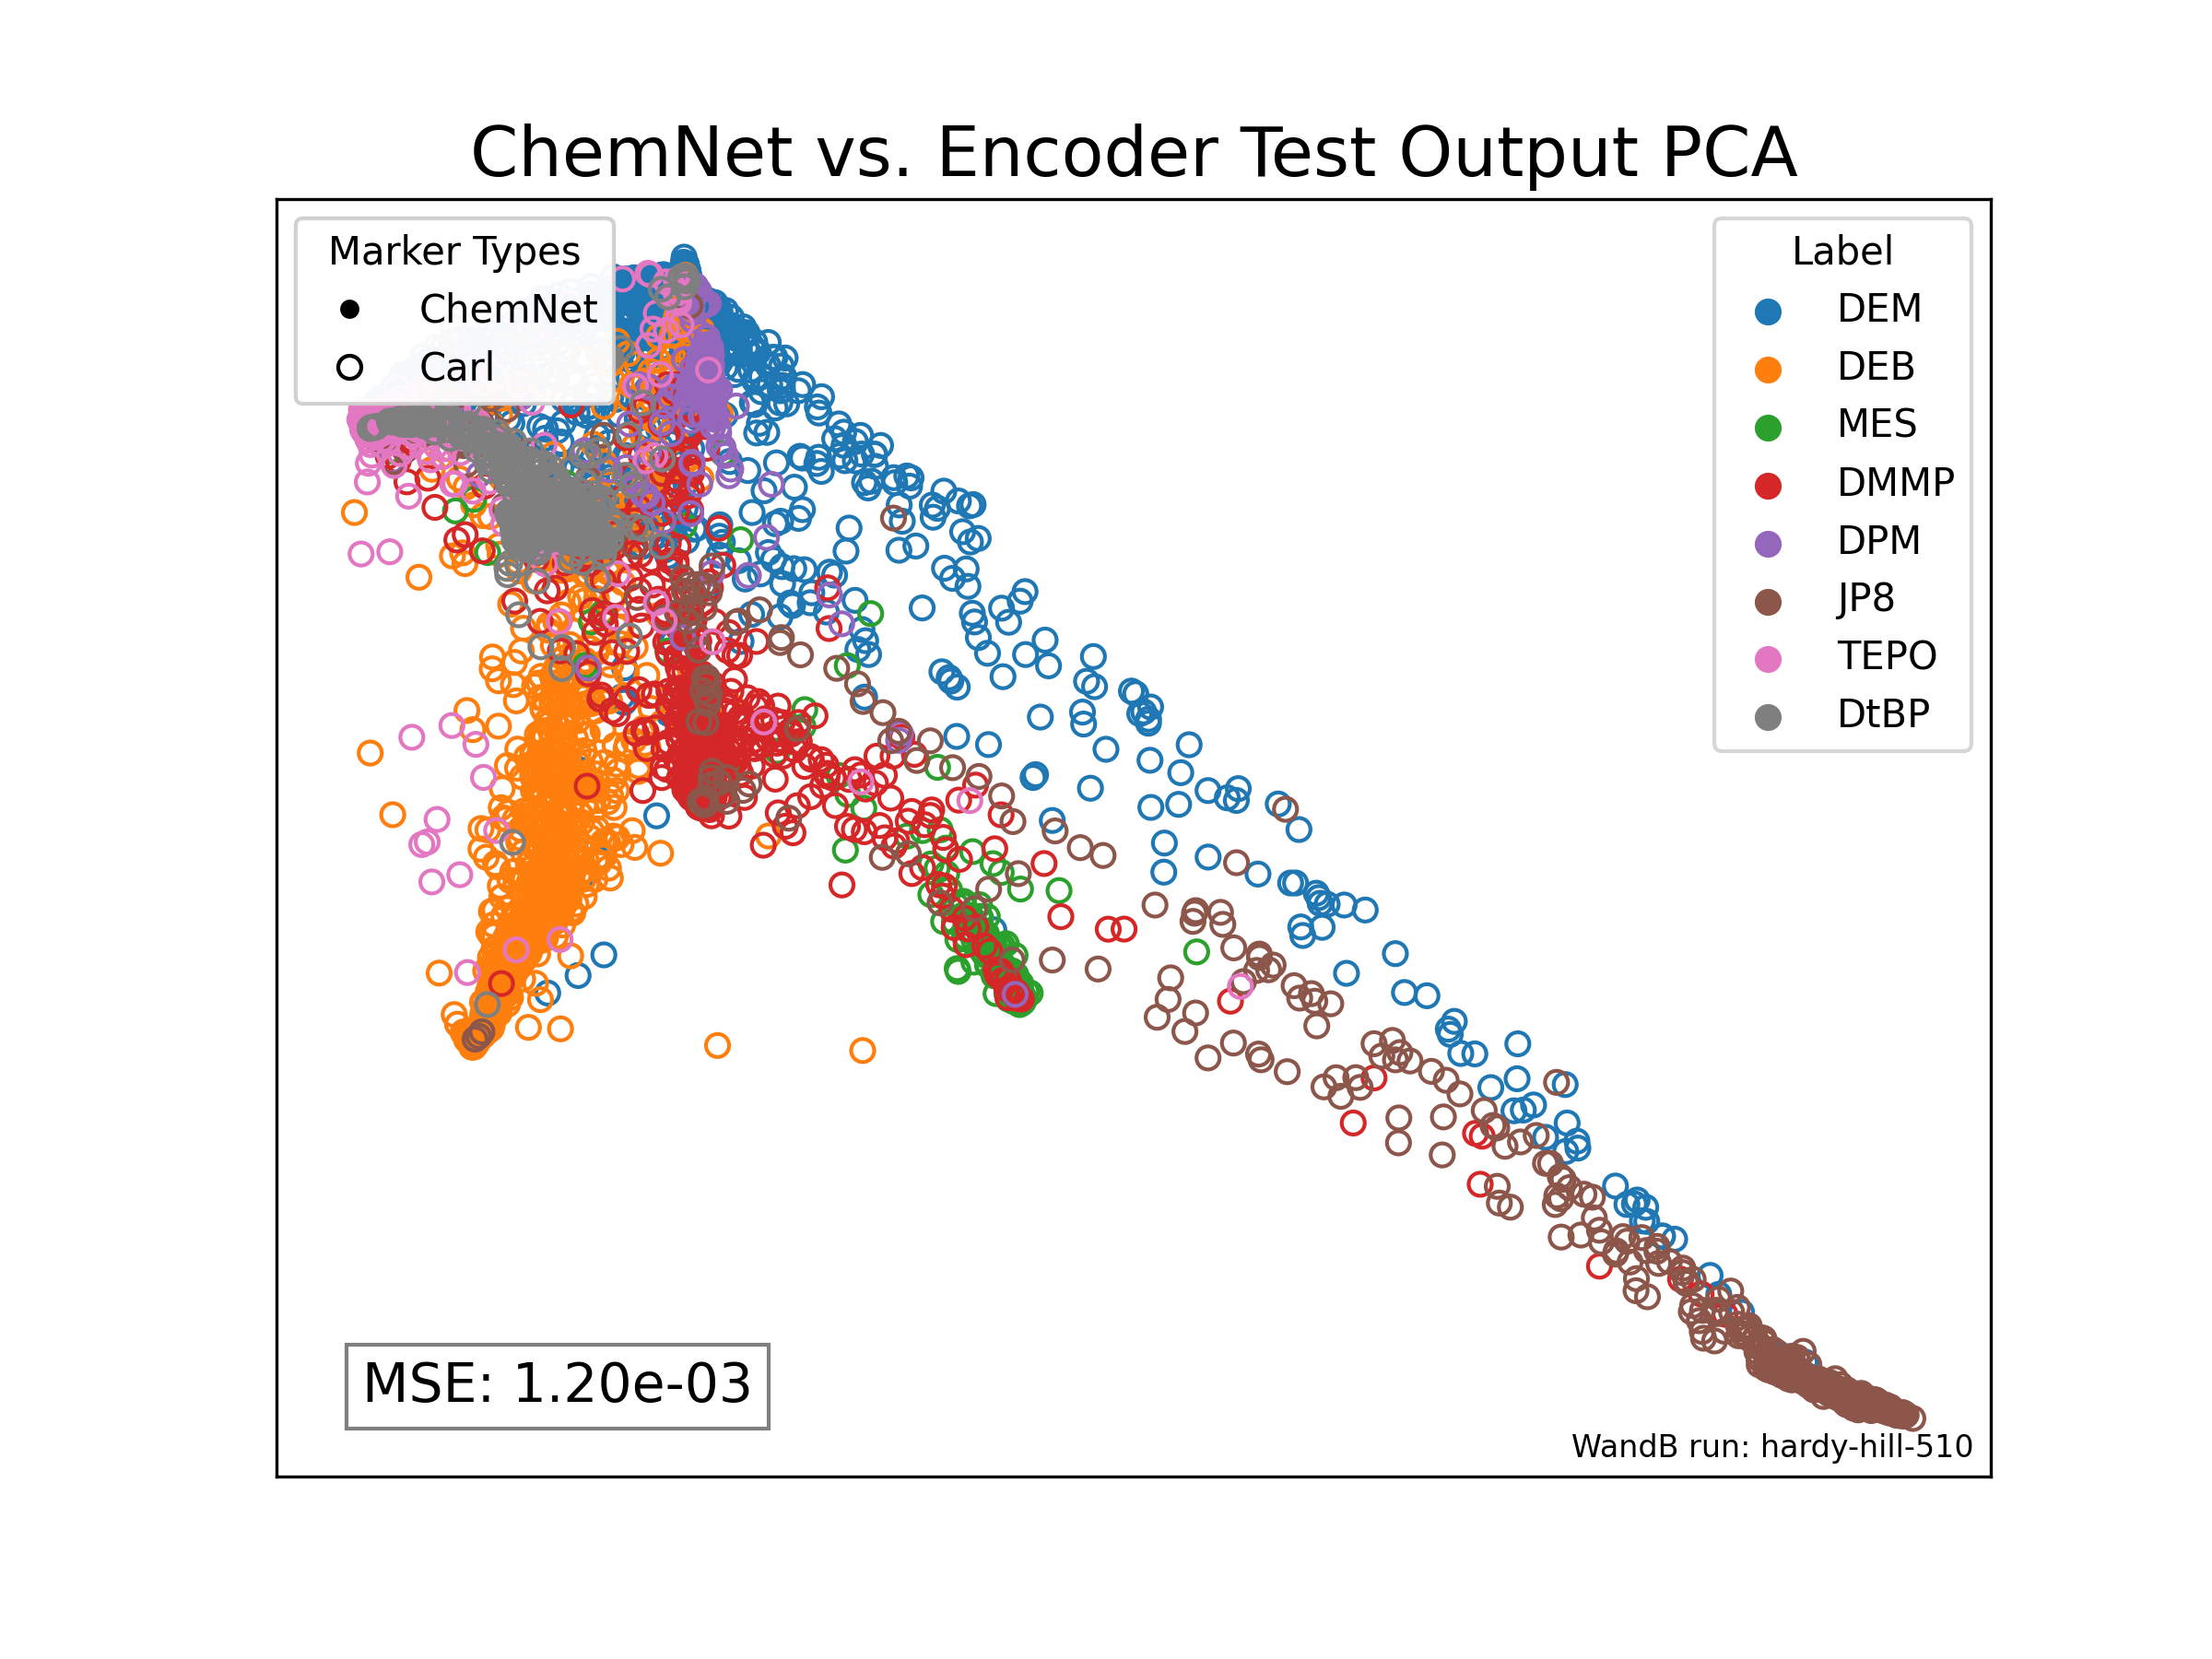 ChemNet vs. Encoder Test Output PCA
Marker Types
ChemNet
Carl
Label
DEM
DEB
MES
DMMP
DPM
JP8
TEPO
DtBP
MSE: 1.20e-03
WandB run: hardy-hill-510